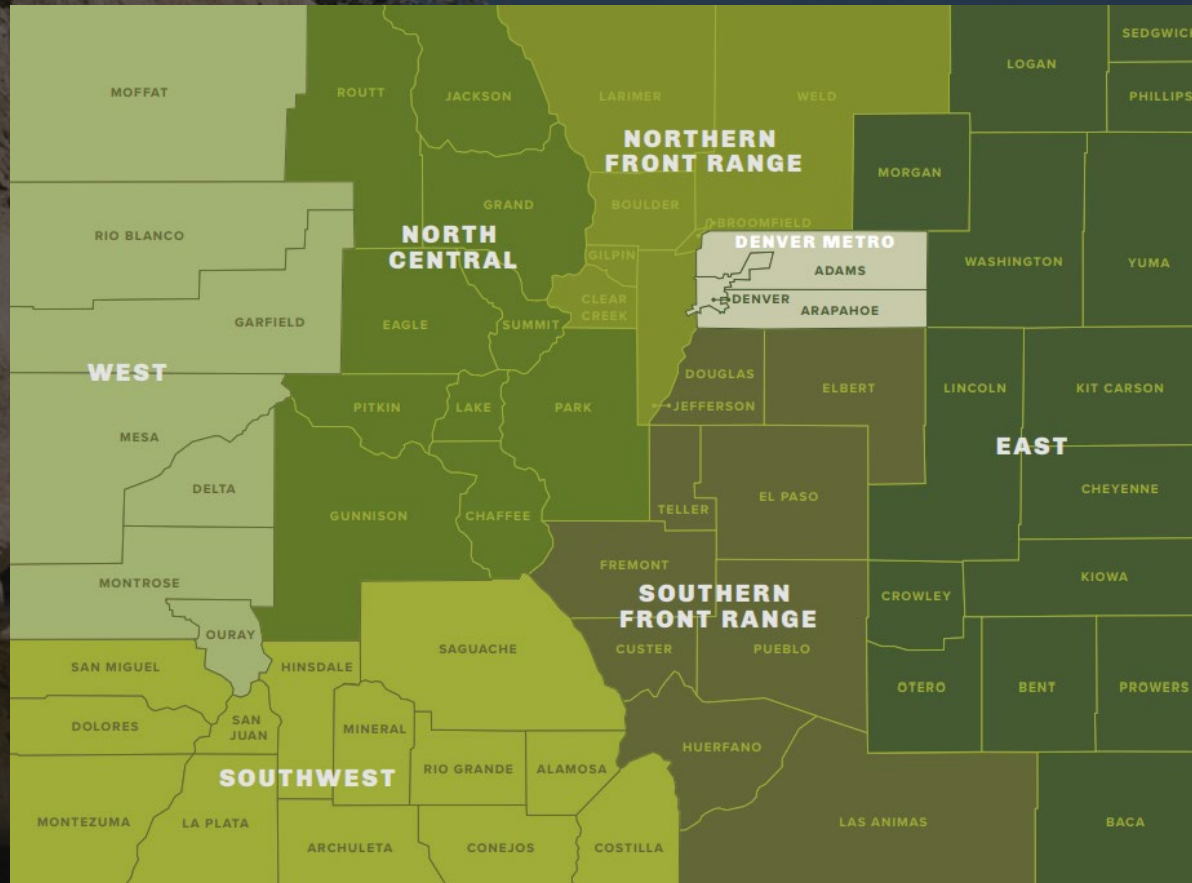 SEDGWICK
LOGAN
MOFFAT
ROUTT
JACKSON
LARIMER
WELD
PHILLIPS
NORTHERN
FRONT RANGE
MORGAN
GRAND
BOULDER
BROOMFIELD
RIO BLANCO
NORTH
CENTRAL
DENVER METRO
GILPIN
ADAMS
WASHINGTON
YUMA
CLEAR
CREEK
DENVER
ARAPAHOE
GARFIELD
EAGLE
SUMMIT
WEST
DOUGLAS
ELBERT
LINCOLN
KIT CARSON
PITKIN
LAKE
PARK
JEFFERSON
MESA
EAST
DELTA
EL PASO
CHEYENNE
GUNNISON
CHAFFEE
TELLER
FREMONT
MONTROSE
KIOWA
SOUTHERN
FRONT RANGE
CROWLEY
OURAY
SAGUACHE
CUSTER
PUEBLO
SAN MIGUEL
HINSDALE
OTERO
BENT
PROWERS
DOLORES
SAN
JUAN
MINERAL
HUERFANO
SOUTHWEST
RIO GRANDE
ALAMOSA
MONTEZUMA
LA PLATA
LAS ANIMAS
BACA
ARCHULETA
CONEJOS
COSTILLA